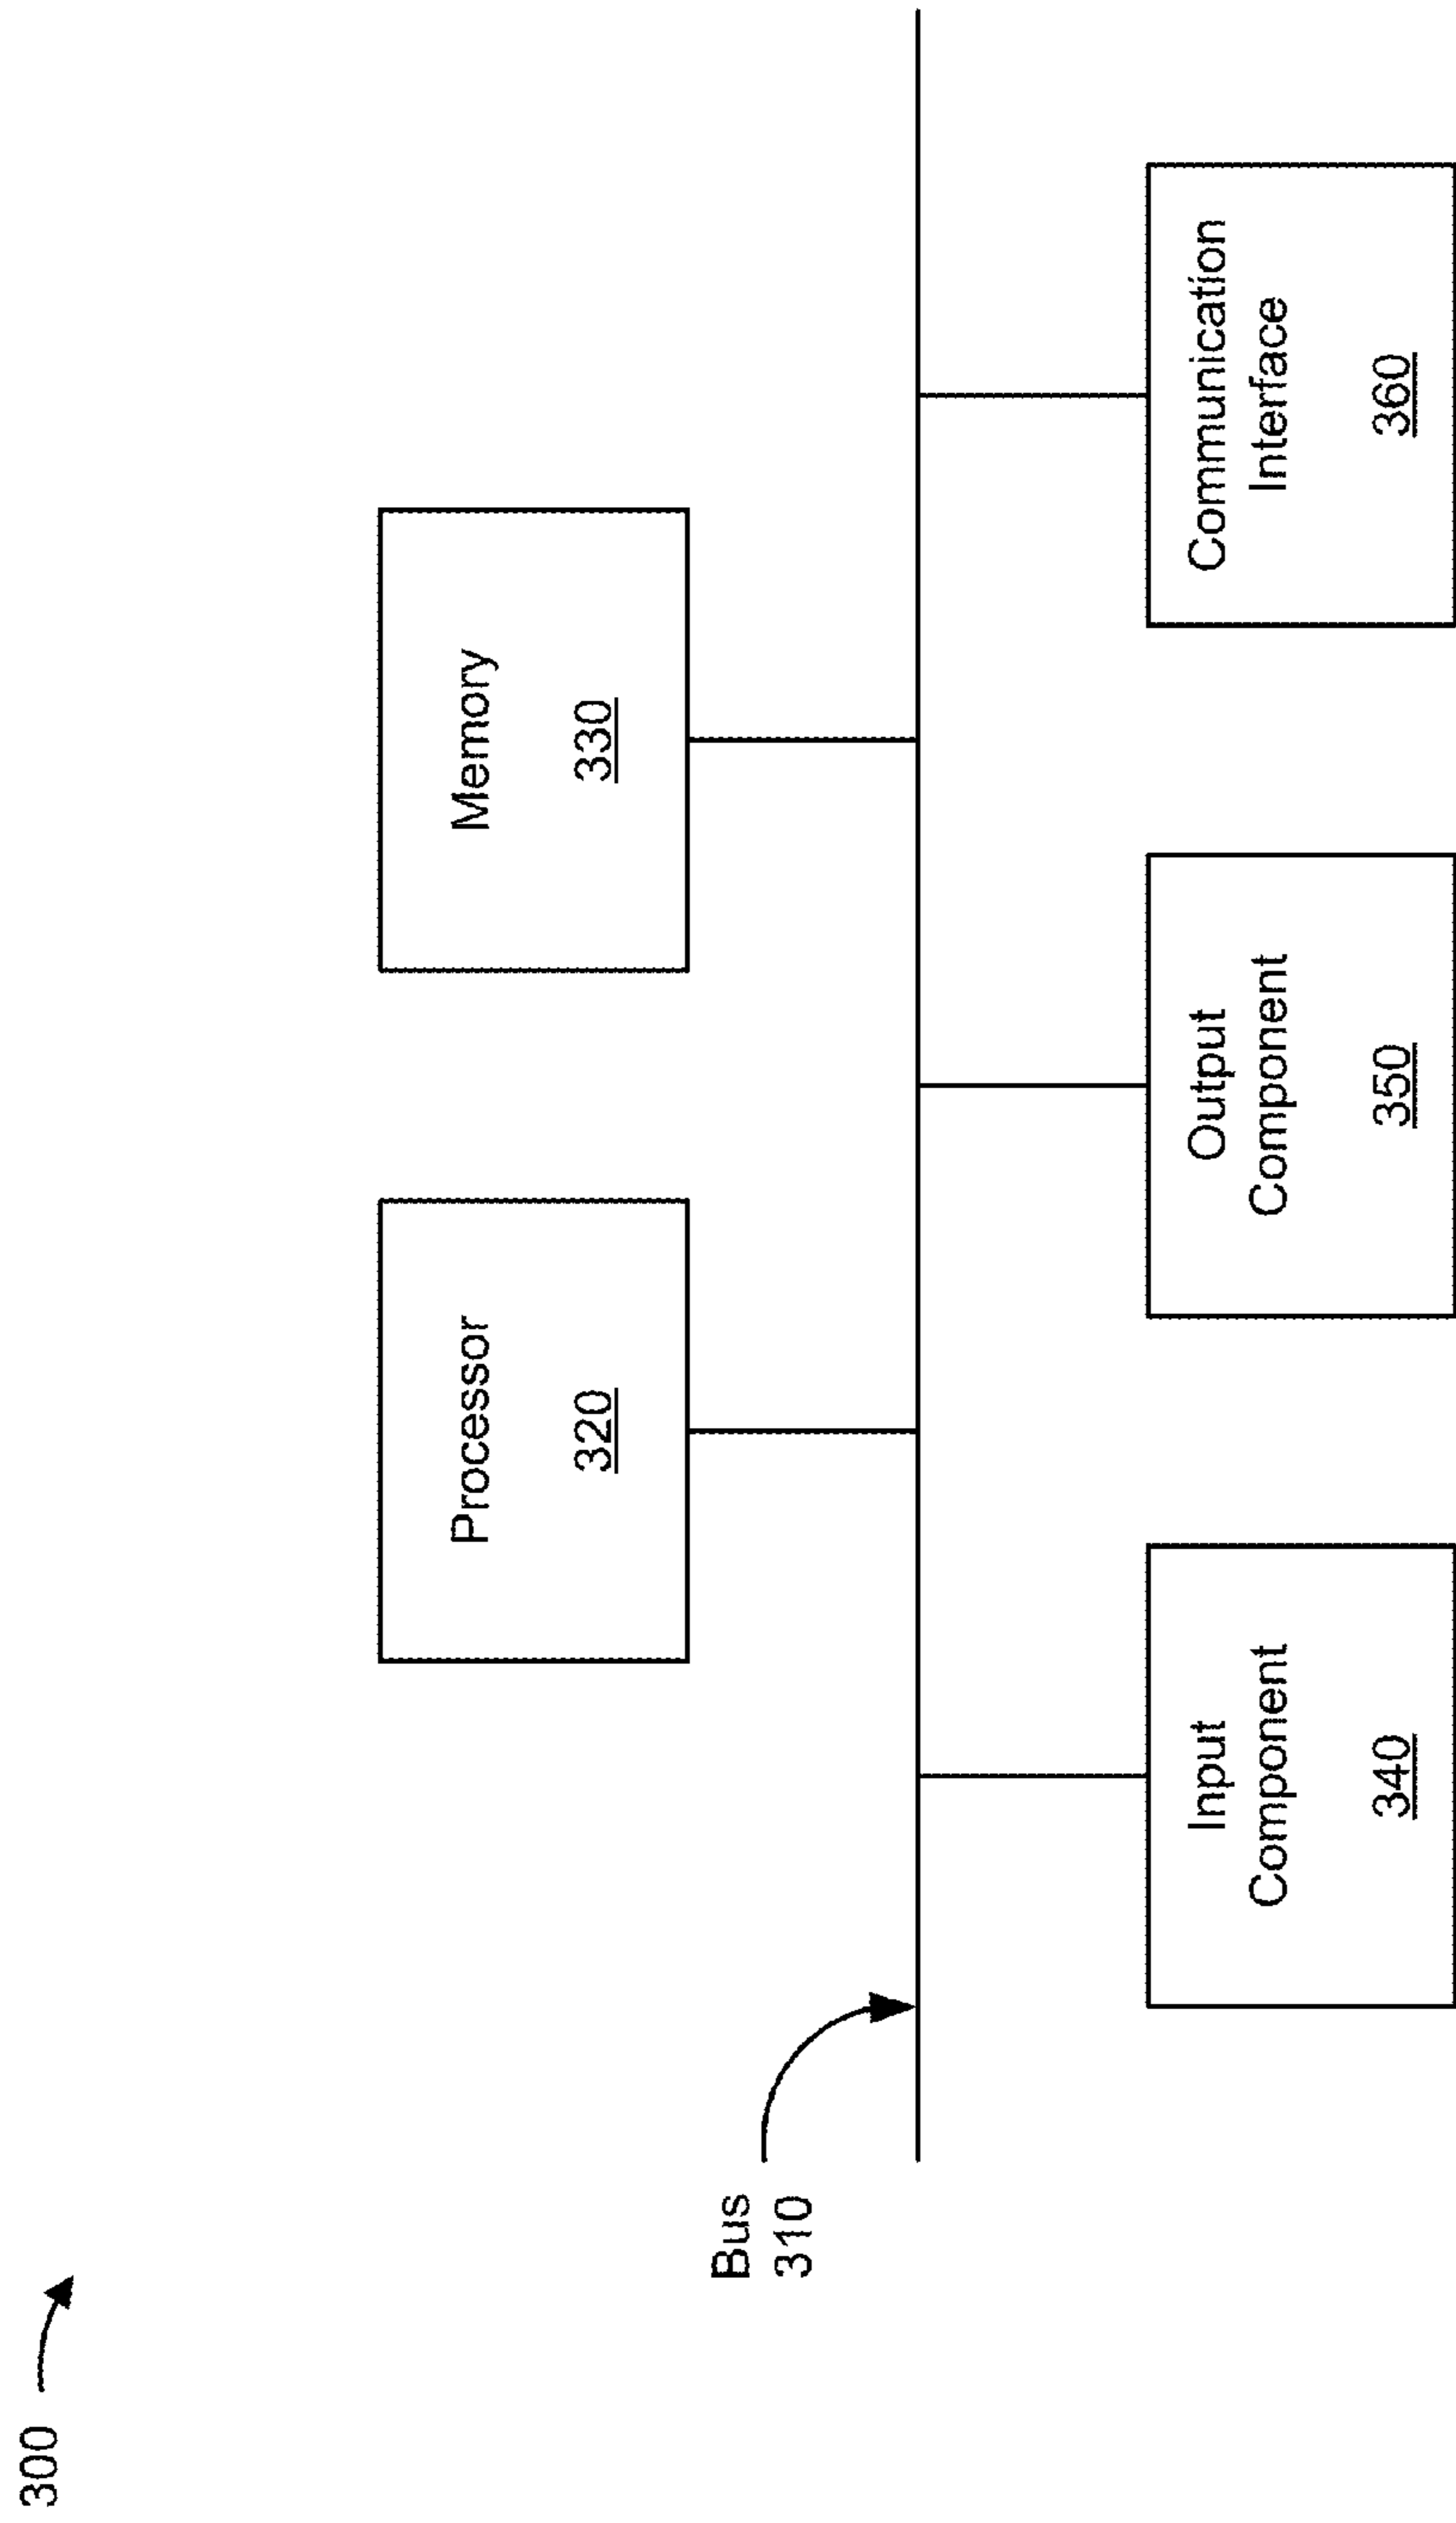 300
Bus
310
Processor
320
Memory
330
Input
Component
340
Output
Component
350
Communication
Interface
360